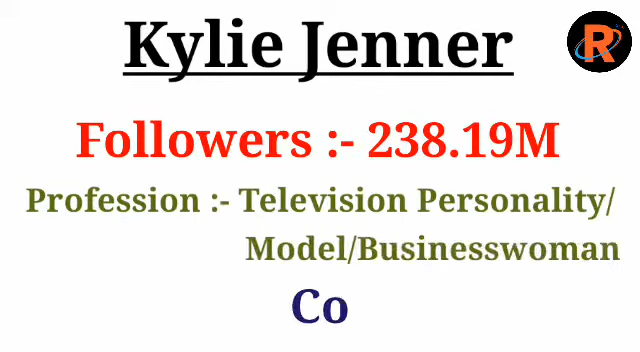 Kylie Jenner
R
Followers :- 238.19M
Profession :- Television Personality/
Model/Businesswoman
Co